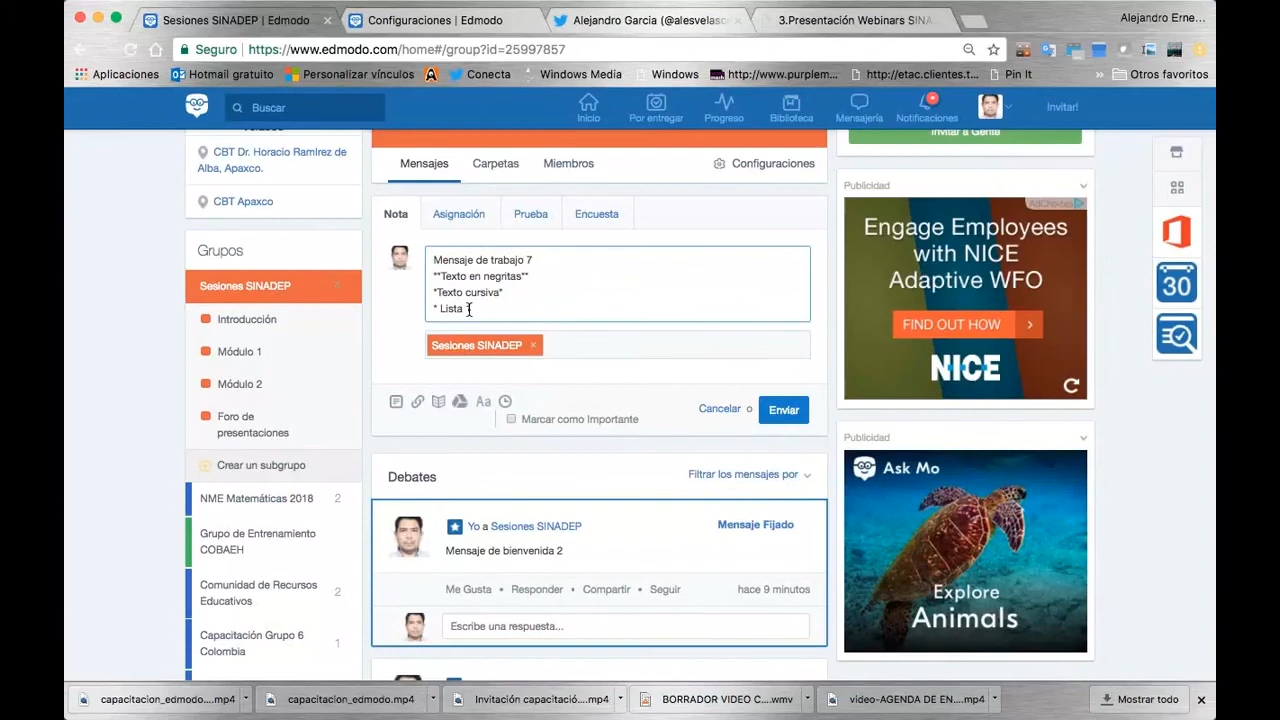 Sesiones SINADEP | Edmodo
Configuraciones | Edmodo
Alejandro Garcia (@alesvelasco
3.Presentación Webinars SINA
Alejandro Erne...
Seguro
https://www.edmodo.com/home#/group?id=25997857
Aplicaciones
Hotmail gratuito
Personalizar vínculos
Conecta
Windows Media
Windows
http://www.purplem...
http://etac.clientes.t...
Pin It
»
Otros favoritos
Buscar
Inicio
Por entregar
Progreso
Biblioteca
Mensajería
Notificaciones
Invitar!
CBT Dr. Horacio RamIrez de
Alba, Apaxco.
CBT Apaxco
Grupos
Sesiones SINADEP
Introducción
Módulo 1
Módulo 2
Foro de
presentaciones
Crear un subgrupo
NME Matemáticas 2018 2
Grupo de Entrenamiento
COBAEH
Comunidad de Recursos
Educativos 2
Capacitación Grupo 6
Colombia 1
Mensajes
Carpetas
Miembros
Configuraciones
Nota
Asignación
Prueba
Encuesta
Mensaje de trabajo 7
**Texto en negritas**
*Texto cursiva*
* Lista
Sesiones SINADEP ×
Aa
Marcar como Importante
Cancelar o
Enviar
Debates
Filtrar los mensajes por
Yo a Sesiones SINADEP
Mensaje Fijado
Mensaje de bienvenida 2
Me Gusta • Responder • Compartir • Seguir
hace 9 minutos
Escribe una respuesta...
Invitar a Gente
Publicidad
AdChoices
Engage Employees
with NICE
Adaptive WFO
FIND OUT HOW
NICE
Publicidad
Ask Mo
Explore
Animals
30
capacitacion_edmodo....mp4
capacitacion_edmodo.mp4
Invitación capacitació....mp4
BORRADOR VIDEO C....wmv
video-AGENDA DE EN....mp4
Mostrar todo